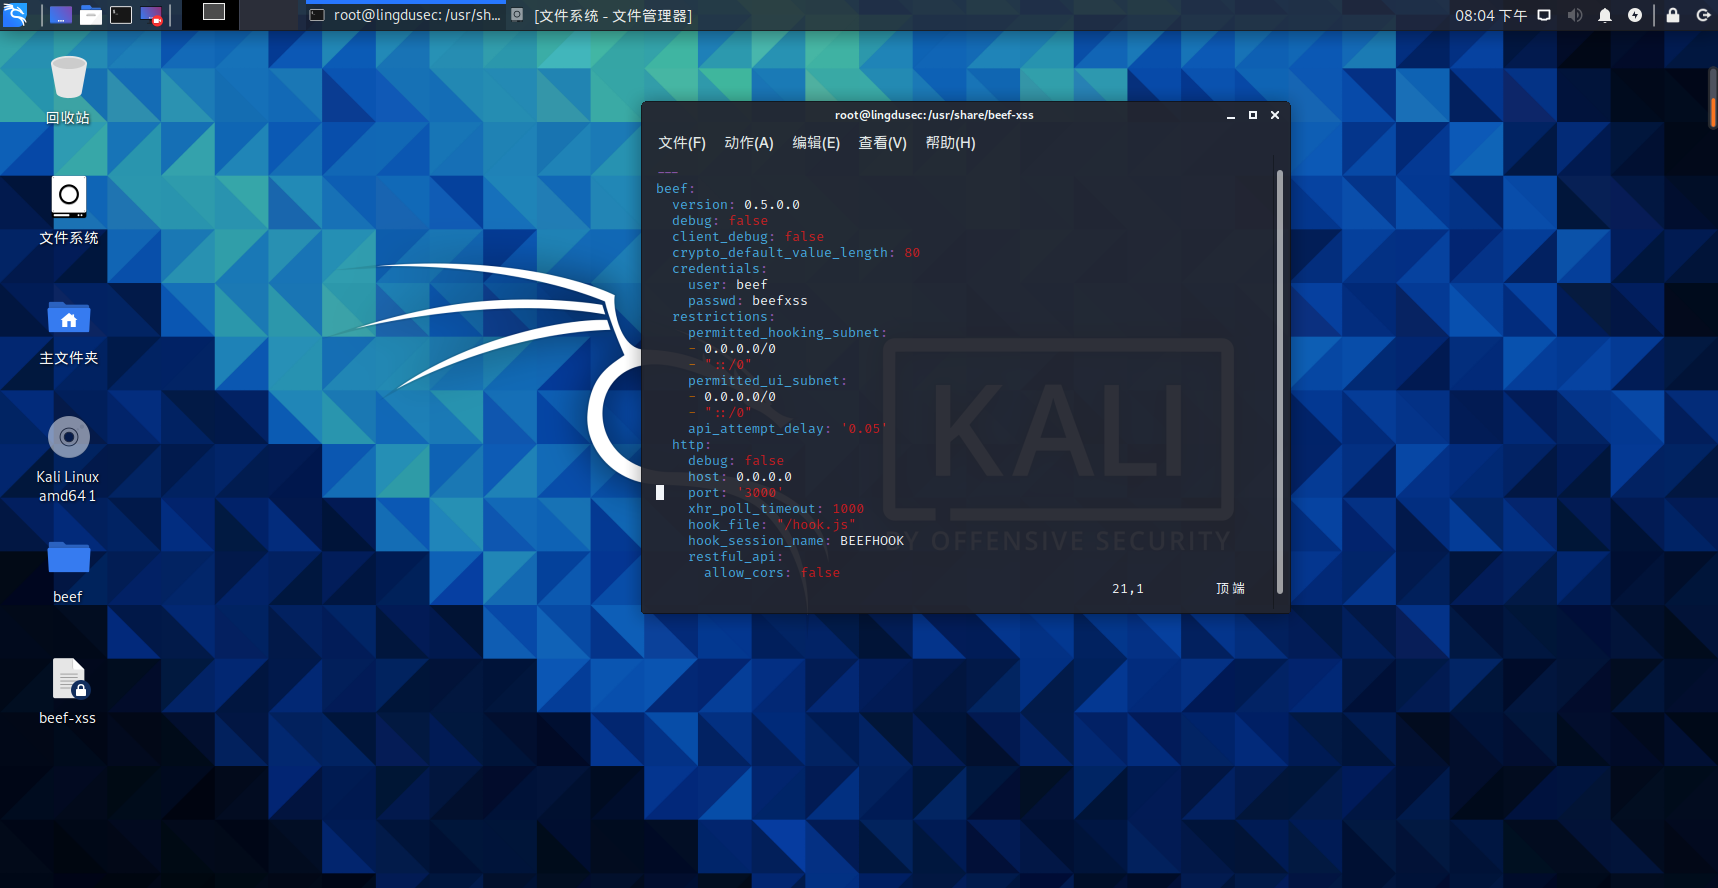 root@lingdusec: /usr/sh...
[文件系统 - 文件管理器]
08:04 下午
回收站
文件系统
主文件夹
Kali Linux
amd64 1
beef
beef-xss
root@lingdusec: /usr/share/beef-xss
文件(F) 动作(A) 编辑(E) 查看(V) 帮助(H)
---
beef:
  version: 0.5.0.0
  debug: false
  client_debug: false
  crypto_default_value_length: 80
  credentials:
    user: beef
    passwd: beefxss
  restrictions:
    permitted_hooking_subnet:
    - 0.0.0.0/0
    - "::/0"
    permitted_ui_subnet:
    - 0.0.0.0/0
    - "::/0"
    api_attempt_delay: '0.05'
  http:
    debug: false
    host: 0.0.0.0
    port: '3000'
    xhr_poll_timeout: 1000
    hook_file: "/hook.js"
    hook_session_name: BEEFHOOK
    restful_api:
      allow_cors: false
21,1 顶端
KALI
BY OFFENSIVE SECURITY